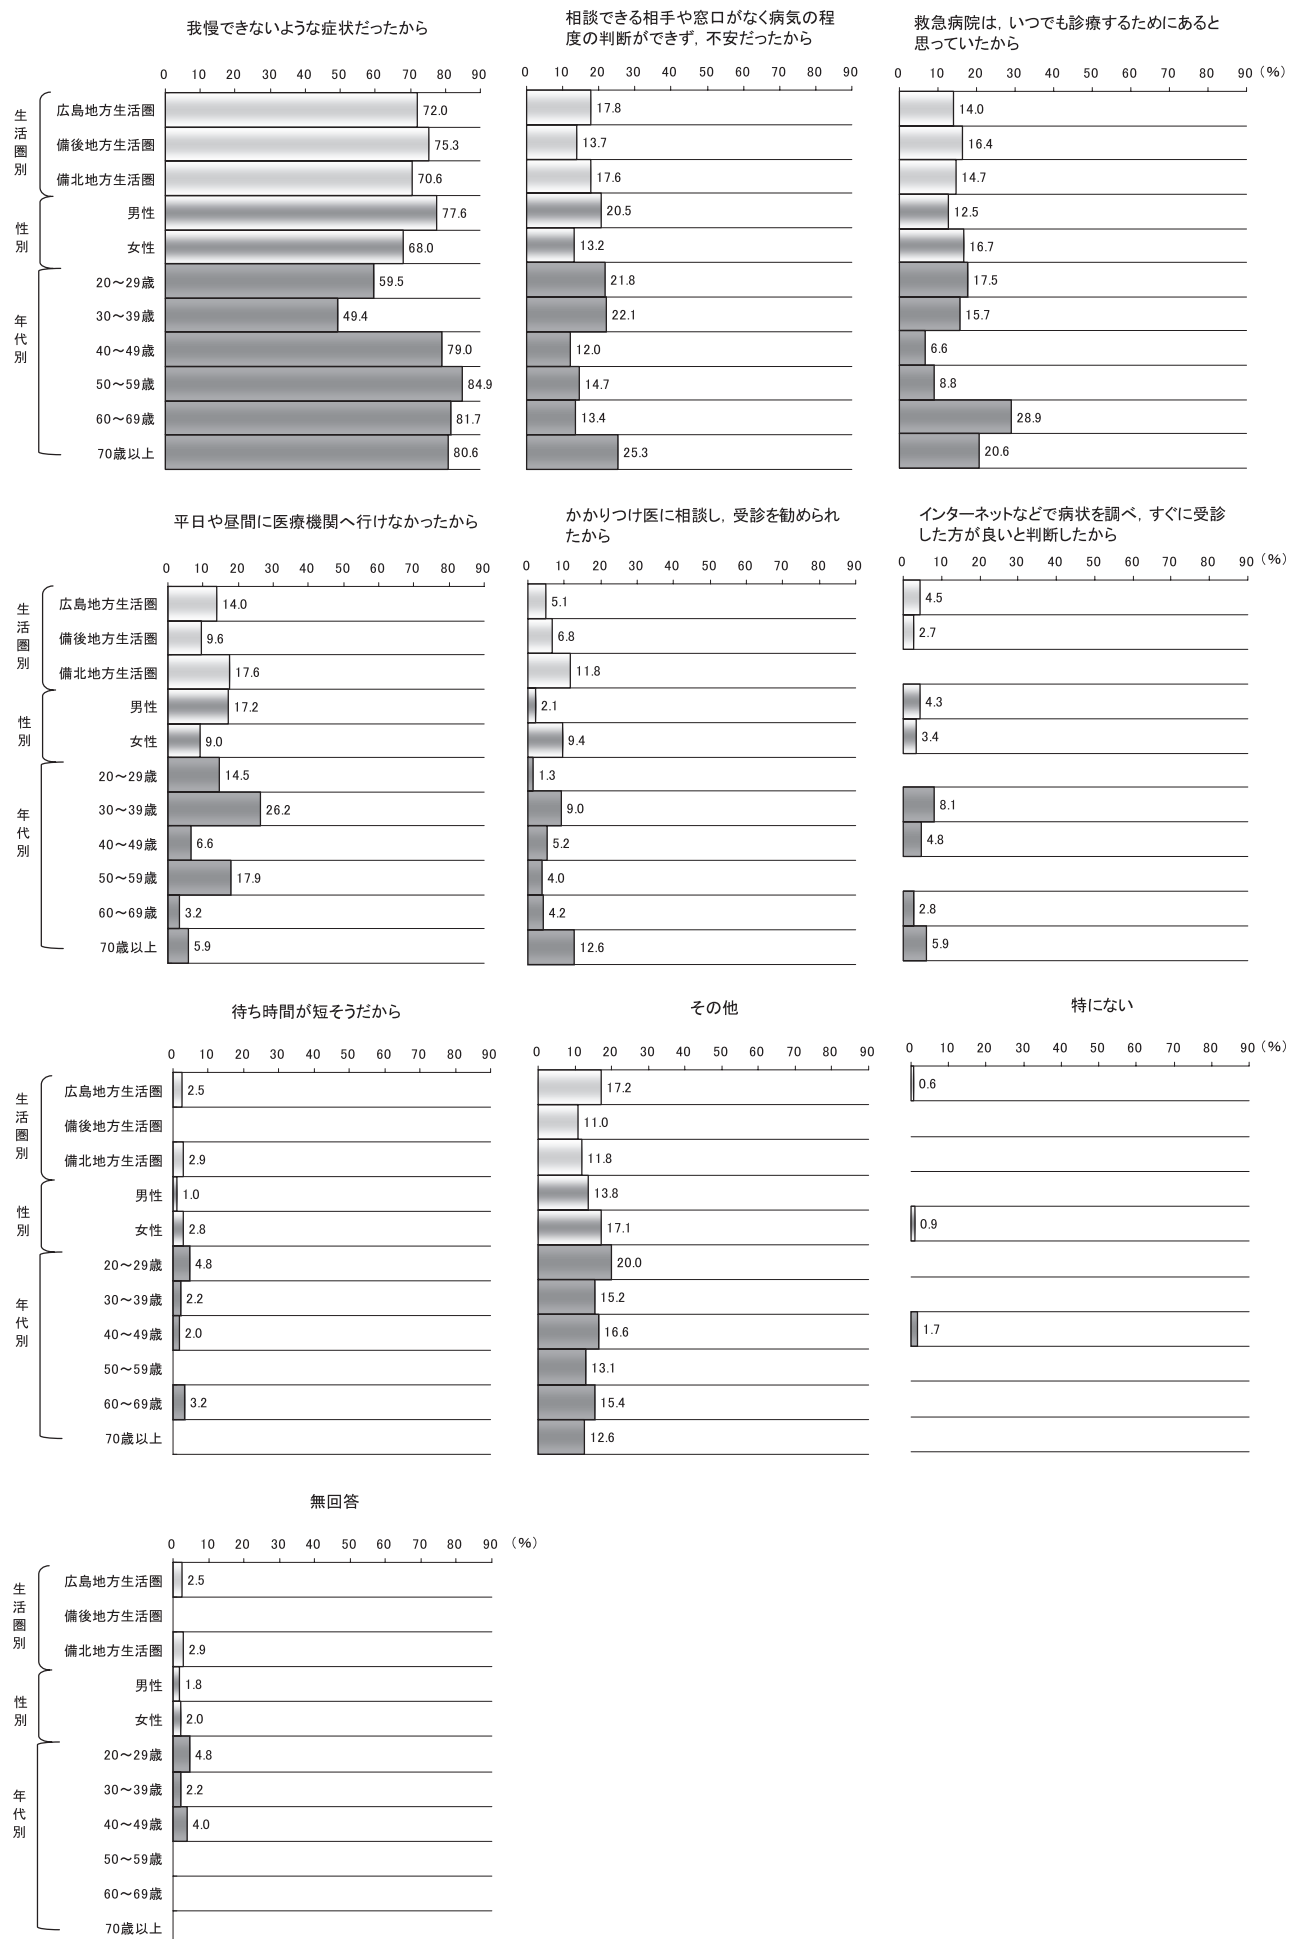 我慢できないような症状だったから
相談できる相手や窓口がなく病気の程
度の判断ができず，不安だったから
救急病院は，いつでも診療するためにあると
思っていたから
0 10 20 30 40 50 60 70 80 90
0 10 20 30 40 50 60 70 80 90
0 10 20 30 40 50 60 70 80 90 （%）
生活圏別
広島地方生活圏 72.0 17.8 14.0
備後地方生活圏 75.3 13.7 16.4
備北地方生活圏 70.6 17.6 14.7
性別
男性 77.6 20.5 12.5
女性 68.0 13.2 16.7
年代別
20～29歳 59.5 21.8 17.5
30～39歳 49.4 22.1 15.7
40～49歳 79.0 12.0 6.6
50～59歳 84.9 14.7 8.8
60～69歳 81.7 13.4 28.9
70歳以上 80.6 25.3 20.6
平日や昼間に医療機関へ行けなかったから
かかりつけ医に相談し，受診を勧められ
たから
インターネットなどで病状を調べ，すぐに受診
した方が良いと判断したから
0 10 20 30 40 50 60 70 80 90
0 10 20 30 40 50 60 70 80 90
0 10 20 30 40 50 60 70 80 90 （%）
生活圏別
広島地方生活圏 14.0 5.1 4.5
備後地方生活圏 9.6 6.8 2.7
備北地方生活圏 17.6 11.8
性別
男性 17.2 2.1 4.3
女性 9.0 9.4 3.4
年代別
20～29歳 14.5 1.3
30～39歳 26.2 9.0 8.1
40～49歳 6.6 5.2 4.8
50～59歳 17.9 4.0
60～69歳 3.2 4.2 2.8
70歳以上 5.9 12.6 5.9
待ち時間が短そうだから
その他
特にない
0 10 20 30 40 50 60 70 80 90
0 10 20 30 40 50 60 70 80 90
0 10 20 30 40 50 60 70 80 90 （%）
生活圏別
広島地方生活圏 2.5 17.2 0.6
備後地方生活圏 11.0
備北地方生活圏 2.9 11.8
性別
男性 1.0 13.8
女性 2.8 17.1 0.9
年代別
20～29歳 4.8 20.0
30～39歳 2.2 15.2
40～49歳 2.0 16.6 1.7
50～59歳 13.1
60～69歳 3.2 15.4
70歳以上 12.6
無回答
0 10 20 30 40 50 60 70 80 90 （%）
生活圏別
広島地方生活圏 2.5
備後地方生活圏
備北地方生活圏 2.9
性別
男性 1.8
女性 2.0
年代別
20～29歳 4.8
30～39歳 2.2
40～49歳 4.0
50～59歳
60～69歳
70歳以上